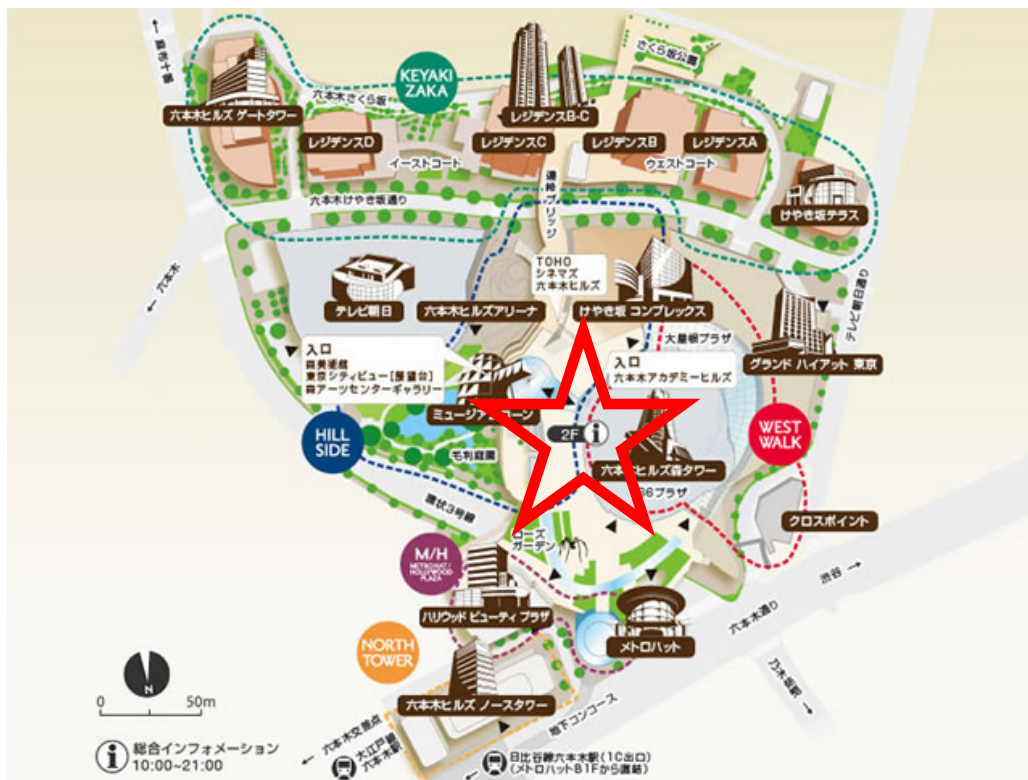 麻布十番
KEYAKI
ZAKA
さくら坂公園
六本木さくら坂
六本木ヒルズ ゲートタワー
レジデンスB-C
レジデンスD
イーストコート
レジデンスC
レジデンスB
ウェストコート
レジデンスA
六本木けやき坂通り
連絡ブリッジ
けやき坂テラス
六本木
TOHO
シネマズ
六本木ヒルズ
テレビ朝日
六本木ヒルズアリーナ
けやき坂 コンプレックス
テレビ朝日通り
大屋根プラザ
グランド ハイアット 東京
入口
森美術館
東京シティビュー[展望台]
森アーツセンターギャラリー
入口
六本木アカデミーヒルズ
HILL
SIDE
2F
WEST
WALK
六本木ヒルズ森タワー
毛利庭園
66プラザ
環状3号線
クロスポイント
ローズ
ガーデン
M/H
METROHAT/
HOLLYWOOD
PLAZA
渋谷
六本木通り
ハリウッド ビューティ プラザ
メトロハット
NORTH
TOWER
乃木坂駅
N
0 50m
六本木ヒルズ ノースタワー
地下コンコース
六本木交差点
大江戸線
六本木駅
総合インフォメーション
10:00~21:00
日比谷線六本木駅(1C出口)
(メトロハットB1Fから直結)